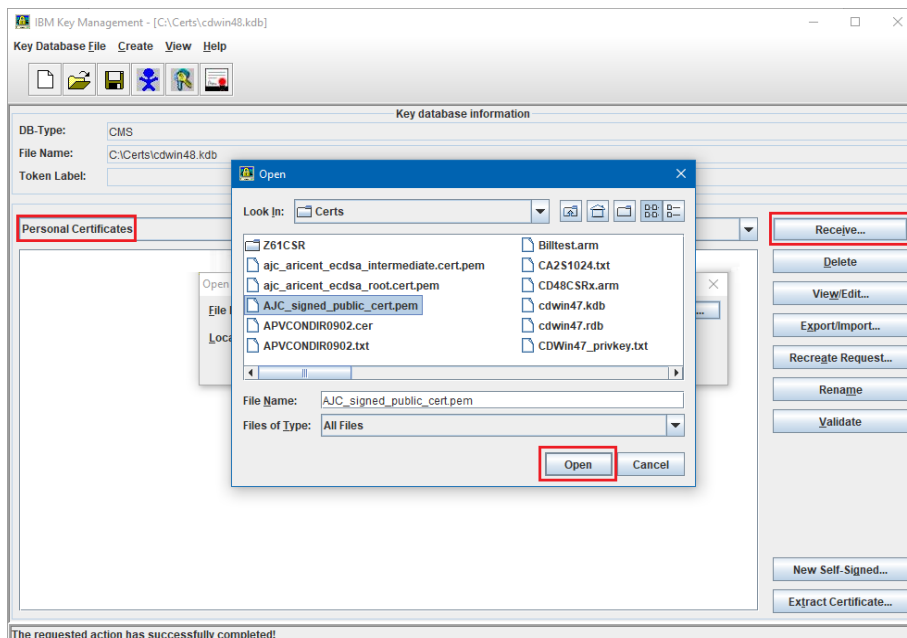 IBM Key Management - [C:\Certs\cdwin48.kdb]
Key Database File Create View Help
Key database information
DB-Type: CMS
File Name: C:\Certs\cdwin48.kdb
Token Label:
Open
Look In: Certs
Z61CSR
ajc_aricent_ecdsa_intermediate.cert.pem
ajc_aricent_ecdsa_root.cert.pem
AJC_signed_public_cert.pem
APVCONDIR0902.cer
APVCONDIR0902.txt
Billtest.arm
CA2S1024.txt
CD48CSRx.arm
cdwin47.kdb
cdwin47.rdb
CDWin47_privkey.txt
File Name: AJC_signed_public_cert.pem
Files of Type: All Files
Open Cancel
Personal Certificates
Open
File
Loca
...
Receive...
Delete
View/Edit...
Export/Import...
Recreate Request...
Rename
Validate
New Self-Signed...
Extract Certificate...
The requested action has successfully completed!